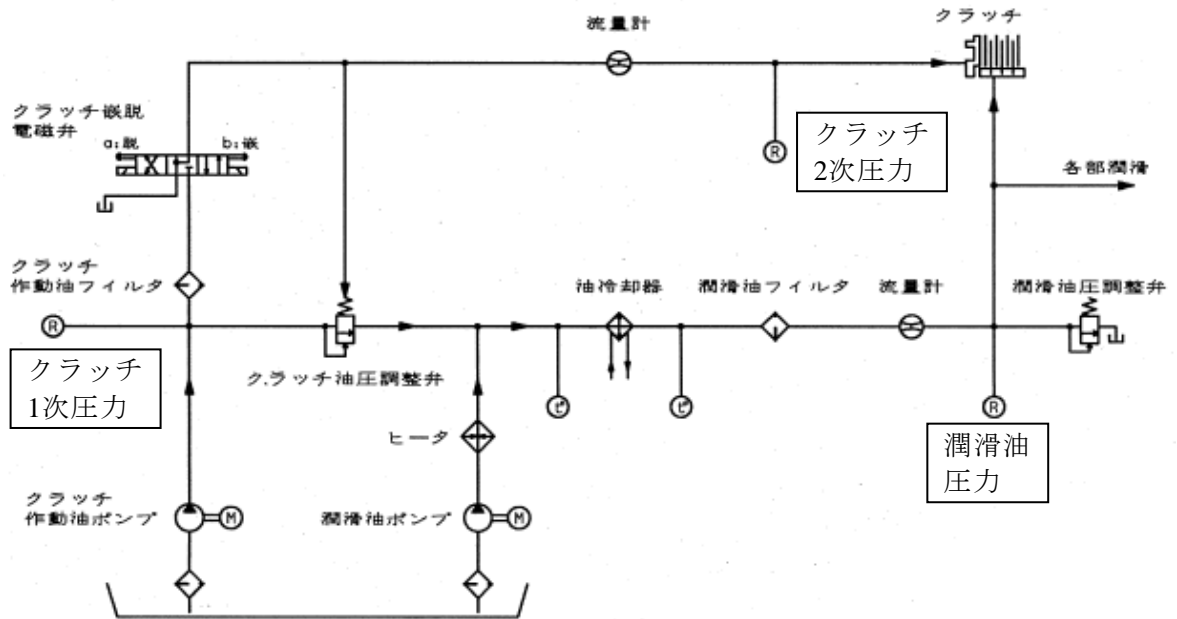 クラッチ
流量計
クラッチ嵌脱
電磁弁
a:脱
b:嵌
R
クラッチ
2次圧力
各部潤滑
クラッチ
作動油フィルタ
油冷却器
潤滑油フィルタ
流量計
潤滑油圧調整弁
R
クラッチ
1次圧力
ク.ラッチ油圧調整弁
R
潤滑油
圧力
ヒータ
クラッチ
作動油ポンプ
M
潤滑油ポンプ
M